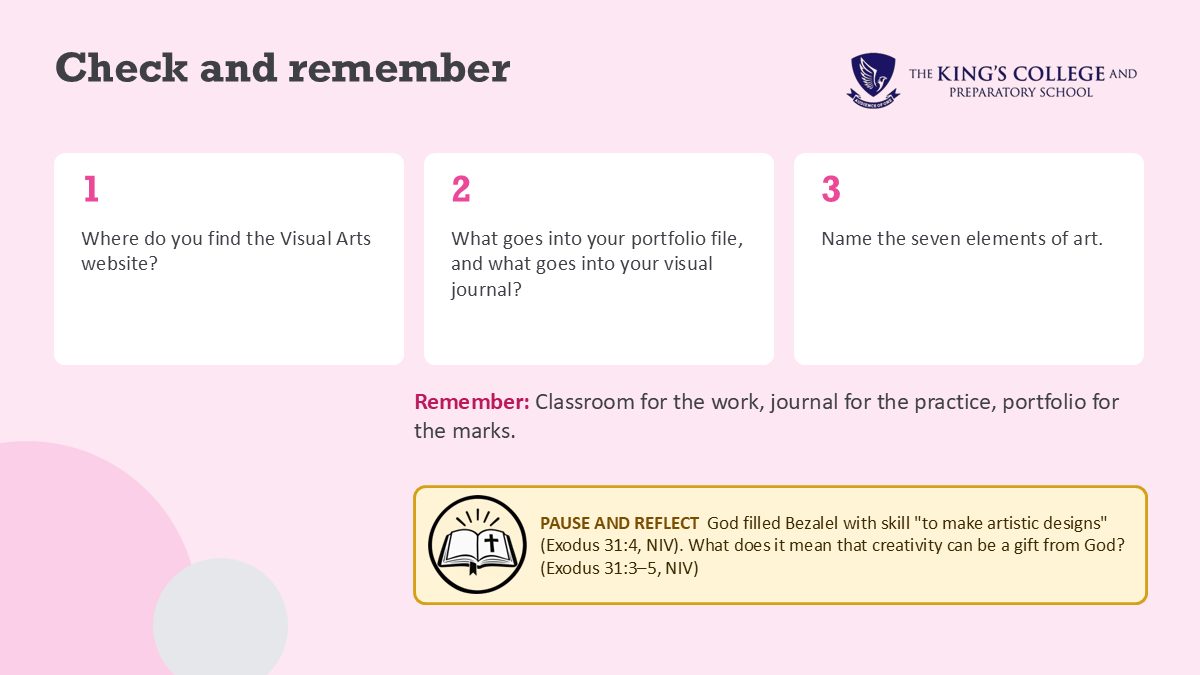 Check and remember
THE KING'S COLLEGE AND
PREPARATORY SCHOOL
AUDIENCE OF ONE
1
Where do you find the Visual Arts
website?
2
What goes into your portfolio file,
and what goes into your visual
journal?
3
Name the seven elements of art.
Remember: Classroom for the work, journal for the practice, portfolio for
the marks.
PAUSE AND REFLECT God filled Bezalel with skill "to make artistic designs"
(Exodus 31:4, NIV). What does it mean that creativity can be a gift from God?
(Exodus 31:3–5, NIV)